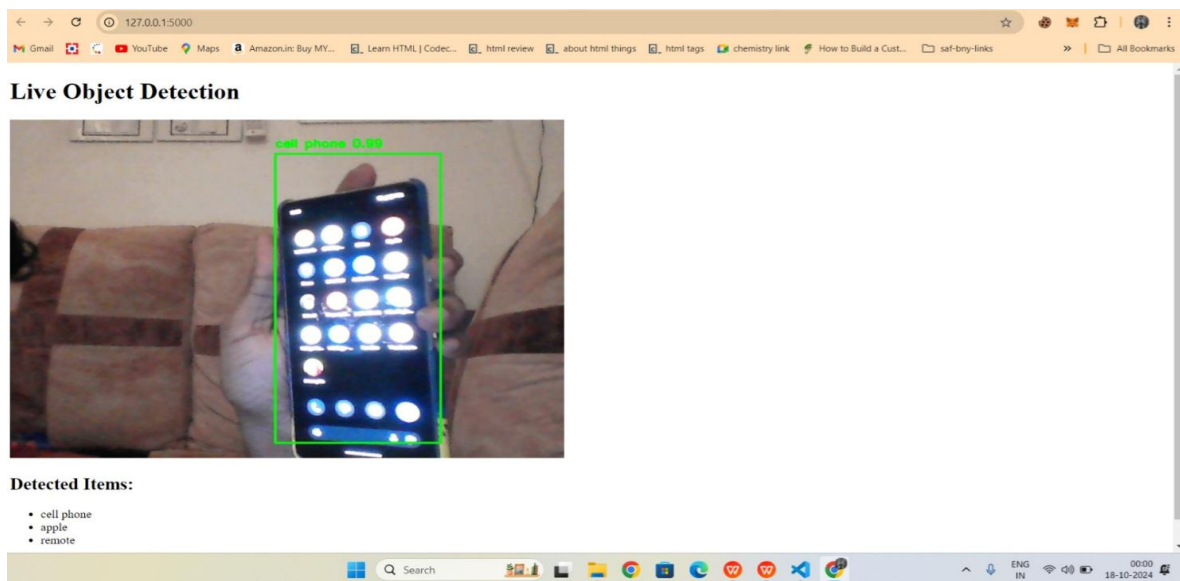 127.0.0.1:5000
Gmail YouTube Maps a Amazon.in: Buy MY... Learn HTML | Codec... html review about html things html tags chemistry link How to Build a Cust... saf-bny-links » All Bookmarks
Live Object Detection
cell phone 0.99
Detected Items:
• cell phone
• apple
• remote
Search
ENG
IN
00:00
18-10-2024